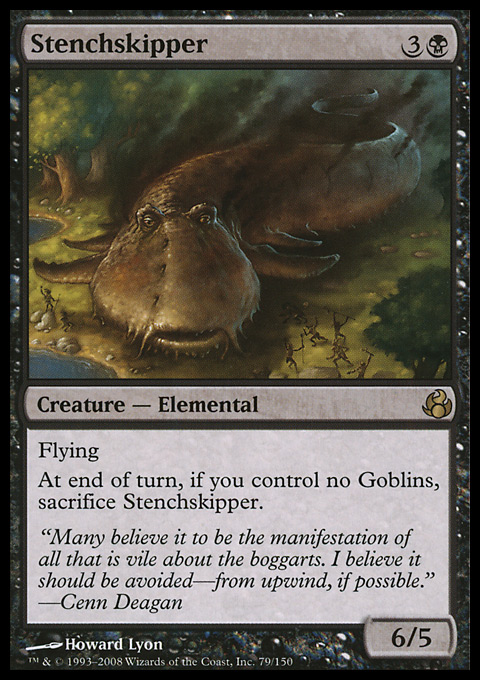 Stenchskipper 3
Creature — Elemental
Flying
At end of turn, if you control no Goblins,
sacrifice Stenchskipper.
“Many believe it to be the manifestation of
all that is vile about the boggarts. I believe it
should be avoided—from upwind, if possible.”
—Cenn Deagan
Howard Lyon
™ & © 1993–2008 Wizards of the Coast, Inc. 79/150
6/5